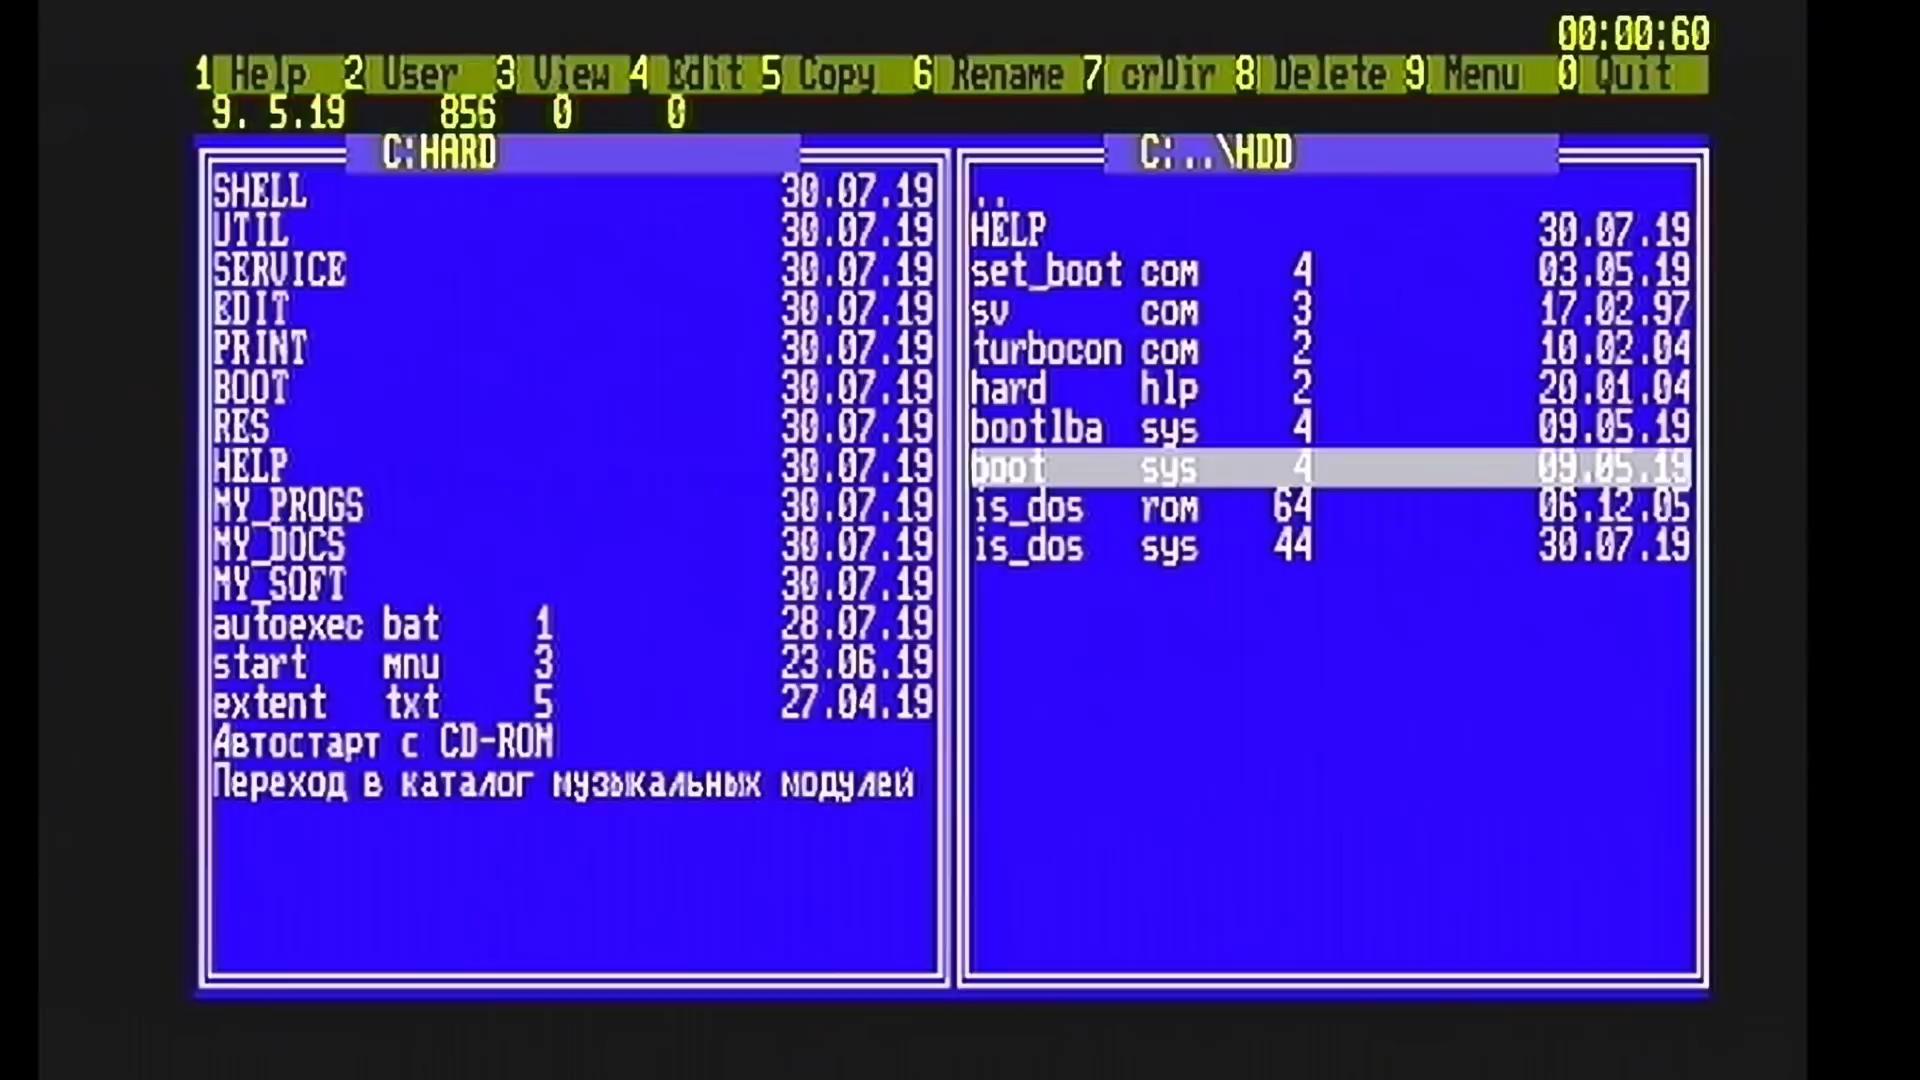 00:00:60
1 Help 2 User 3 View 4 Edit 5 Copy 6 Rename 7 crDir 8 Delete 9 Menu 0 Quit
9. 5.19 856 0 0
C:HARD
SHELL 30.07.19
UTIL 30.07.19
SERVICE 30.07.19
EDIT 30.07.19
PRINT 30.07.19
BOOT 30.07.19
RES 30.07.19
HELP 30.07.19
MY_PROGS 30.07.19
MY_DOCS 30.07.19
MY_SOFT 30.07.19
autoexec bat 1 28.07.19
start mnu 3 23.06.19
extent txt 5 27.04.19
Автостарт с CD-ROM
Переход в каталог музыкальных модулей
C:..\HDD
..
HELP 30.07.19
set_boot com 4 03.05.19
sv com 3 17.02.97
turbocon com 2 10.02.04
hard hlp 2 20.01.04
bootlba sys 4 09.05.19
boot sys 4 09.05.19
is_dos rom 64 06.12.05
is_dos sys 44 30.07.19